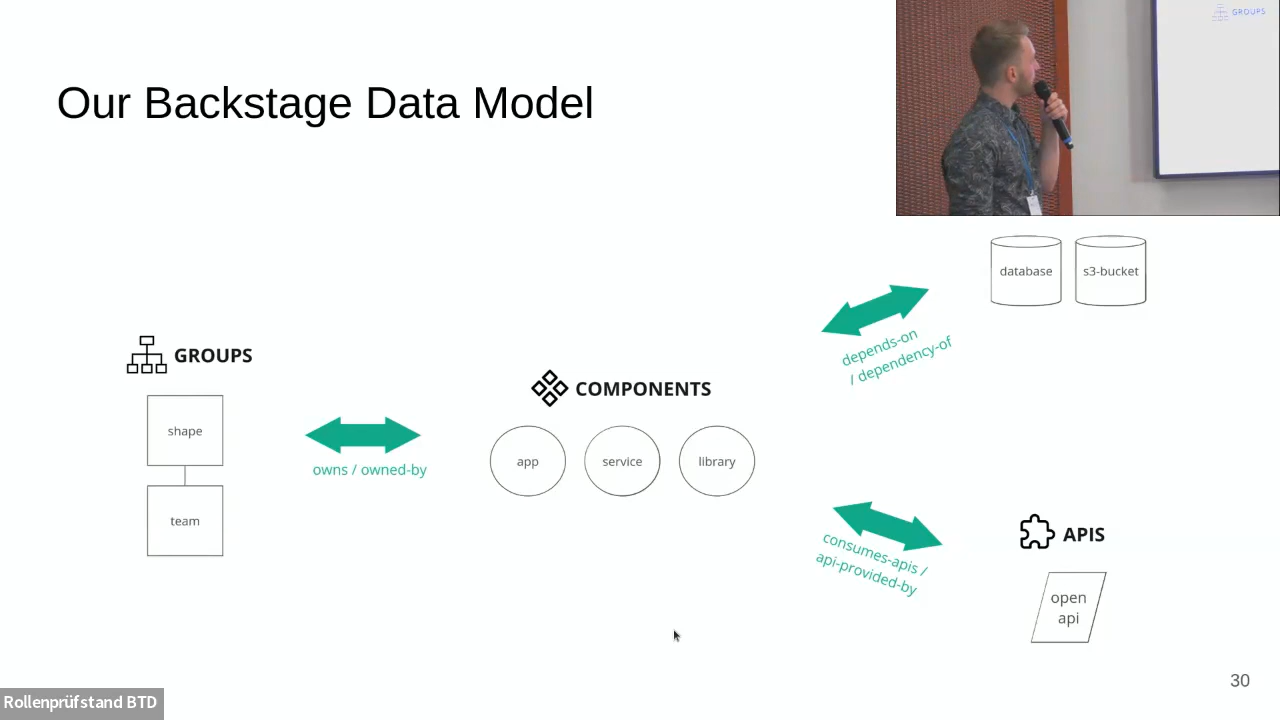 Our Backstage Data Model
GROUPS
database
s3-bucket
depends-on
/ dependency-of
GROUPS
shape
team
owns / owned-by
COMPONENTS
app
service
library
consumes-apis /
api-provided-by
APIS
open
api
30
Rollenprüfstand BTD